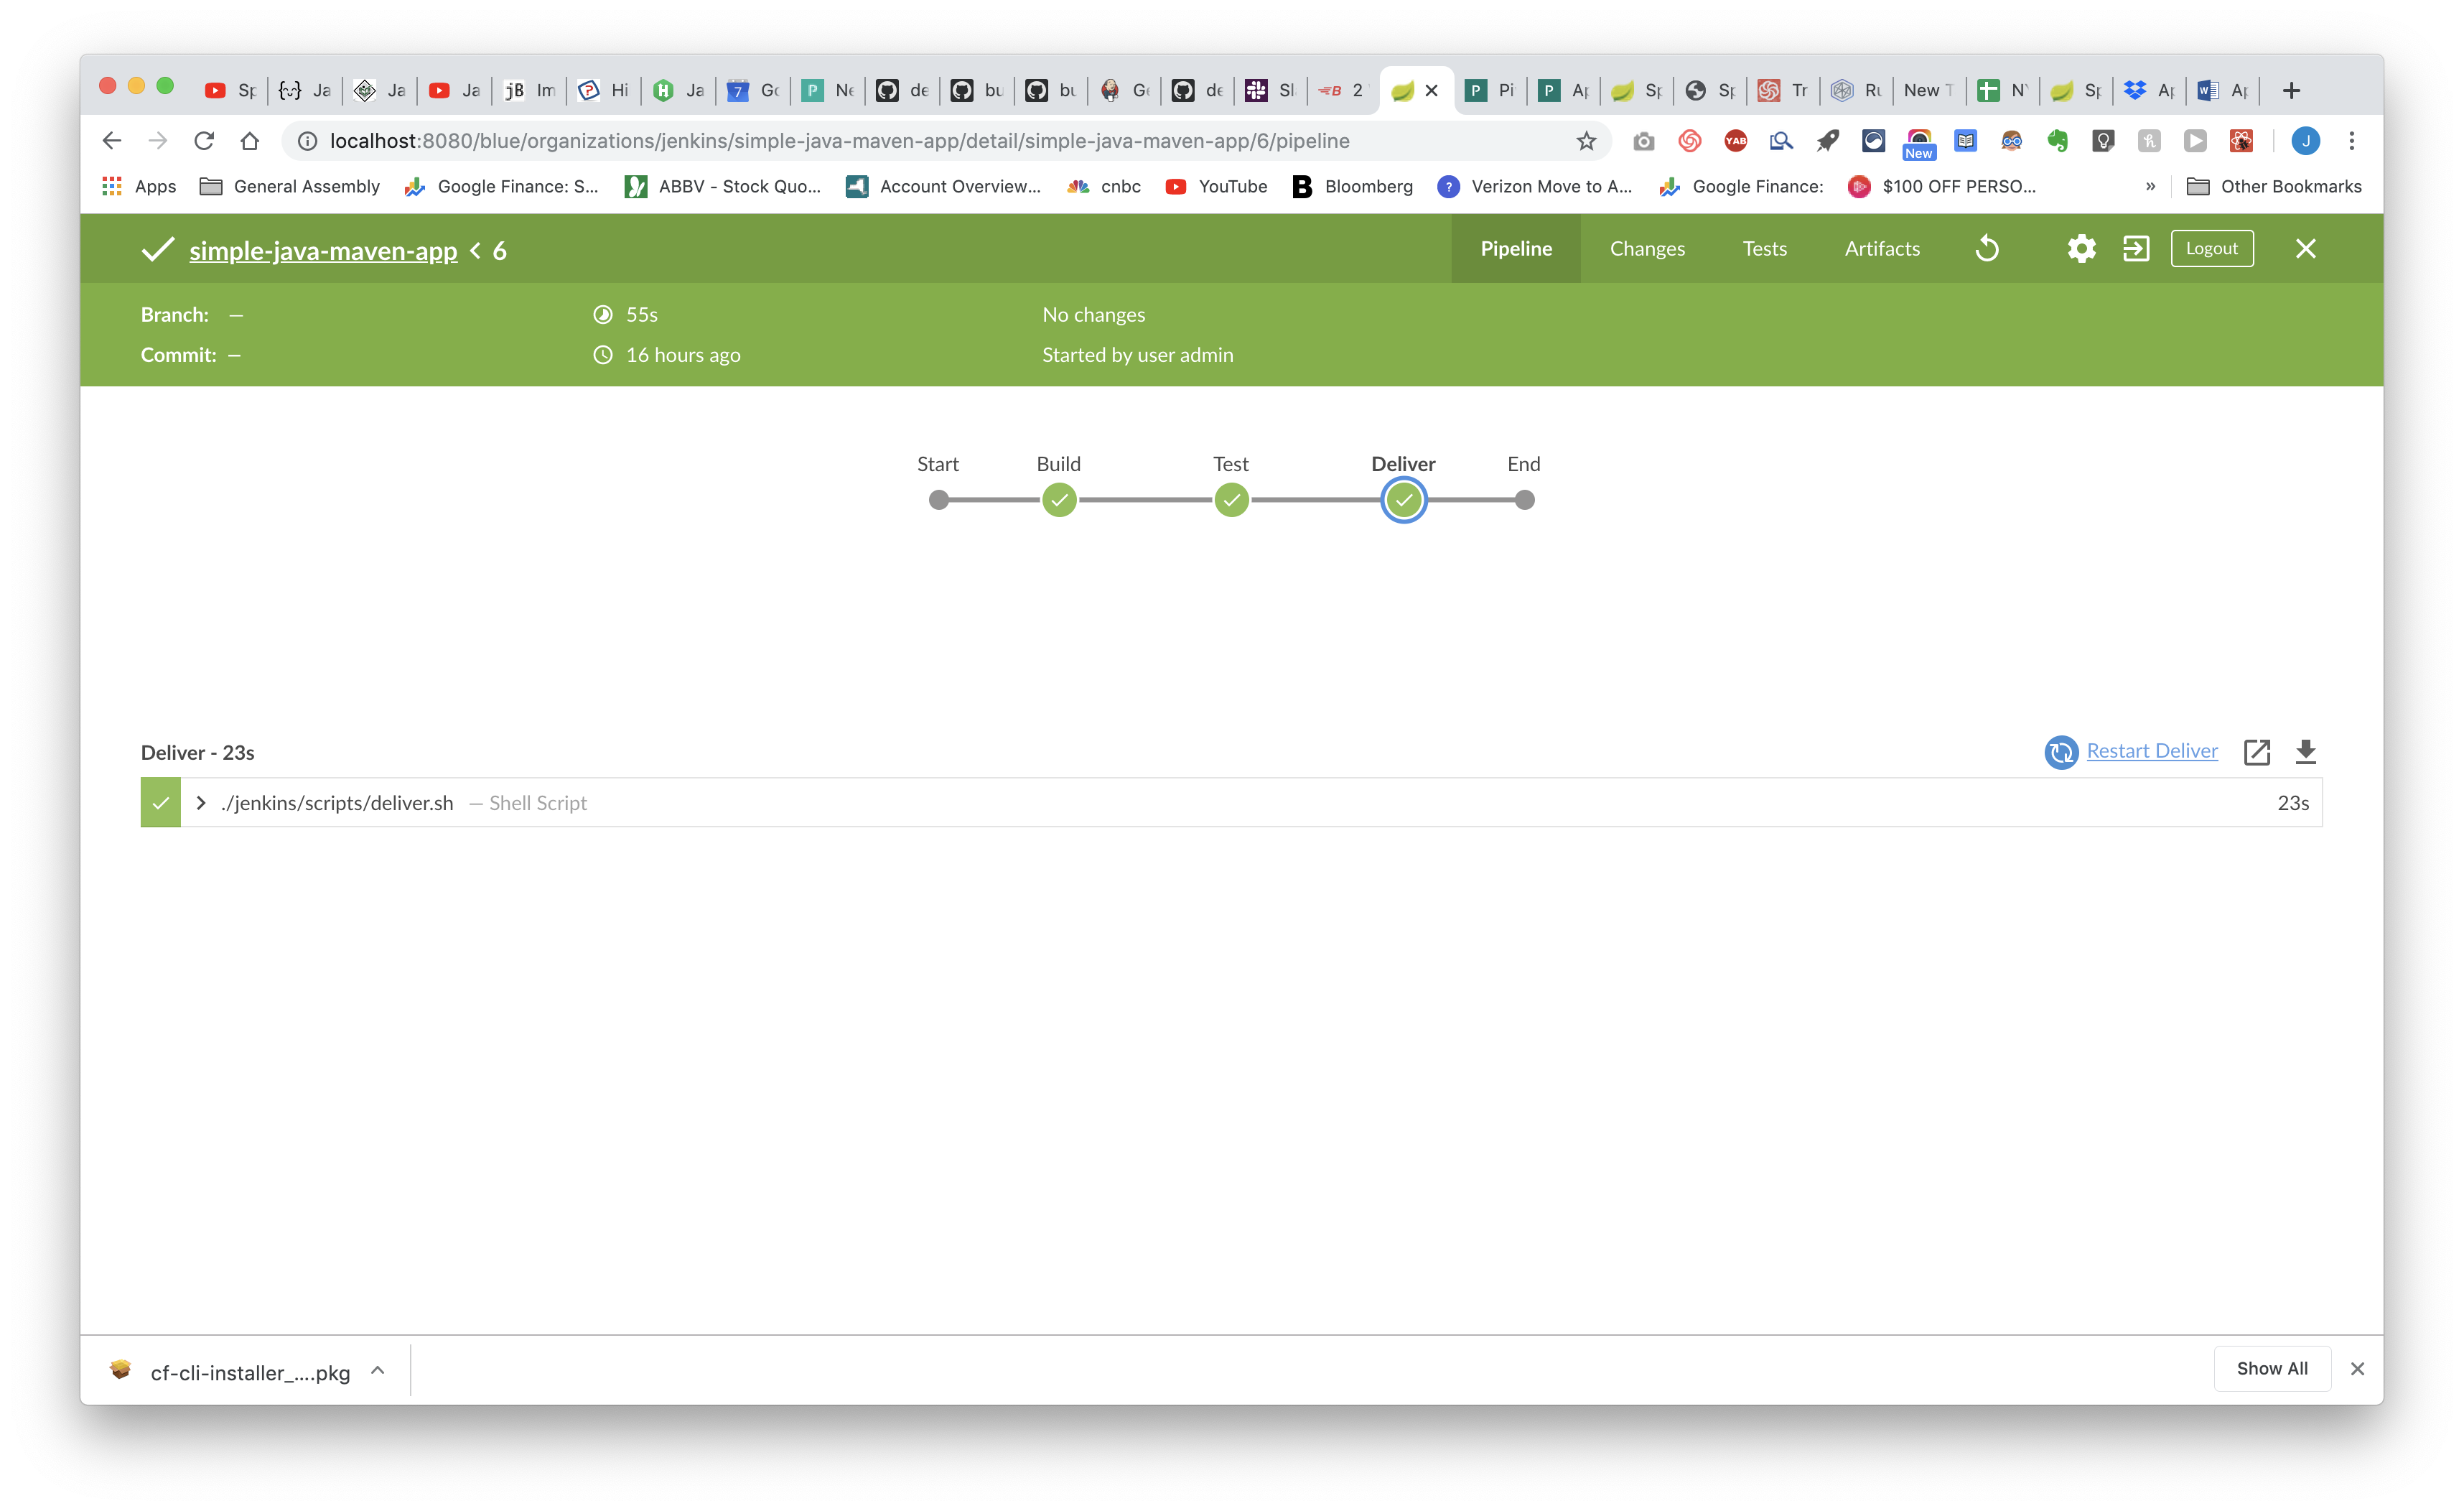 Sp Ja Ja Ja jB Im Hi Ja 7 Go P Ne de bu bu Ge de Sl B 2 P Pi P Ap Sp Sp Tr Ru New T N Sp Ap W Ap
localhost:8080/blue/organizations/jenkins/simple-java-maven-app/detail/simple-java-maven-app/6/pipeline
YAB New J
Apps General Assembly Google Finance: S... ABBV - Stock Quo... Account Overview... cnbc YouTube B Bloomberg Verizon Move to A... Google Finance: $100 OFF PERSO... » Other Bookmarks
simple-java-maven-app < 6 Pipeline Changes Tests Artifacts Logout
Branch: — 55s No changes
Commit: — 16 hours ago Started by user admin
Start Build Test Deliver End
Deliver - 23s Restart Deliver
./jenkins/scripts/deliver.sh — Shell Script 23s
cf-cli-installer_....pkg Show All